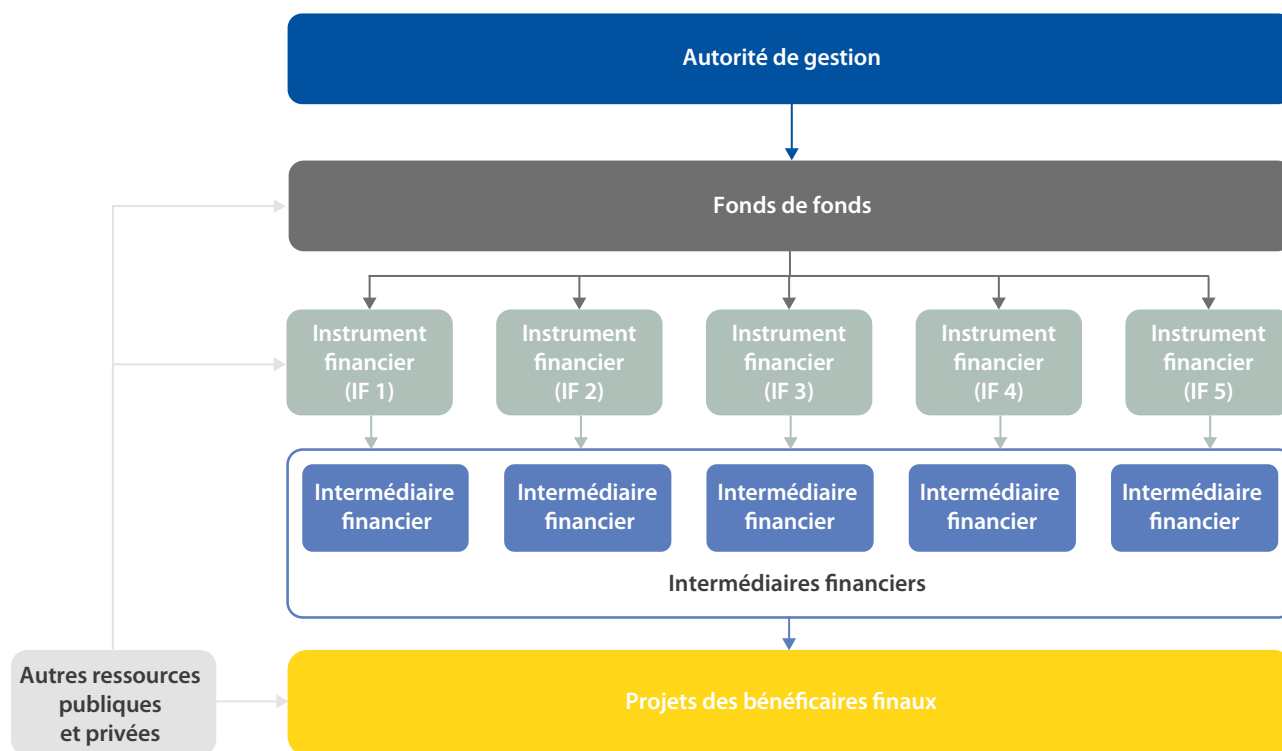 Autorité de gestion
Fonds de fonds
Instrument
financier
(IF 1)
Instrument
financier
(IF 2)
Instrument
financier
(IF 3)
Instrument
financier
(IF 4)
Instrument
financier
(IF 5)
Intermédiaire
financier
Intermédiaire
financier
Intermédiaire
financier
Intermédiaire
financier
Intermédiaire
financier
Intermédiaires financiers
Autres ressources
publiques
et privées
Projets des bénéficaires finaux